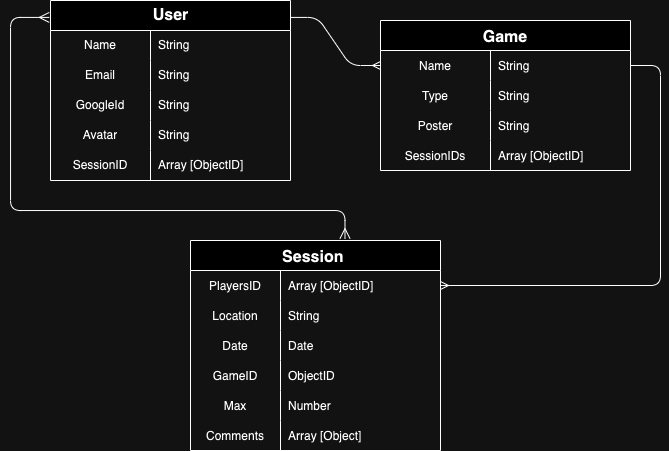 User
Name String
Email String
GoogleId String
Avatar String
SessionID Array [ObjectID]
Game
Name String
Type String
Poster String
SessionIDs Array [ObjectID]
Session
PlayersID Array [ObjectID]
Location String
Date Date
GameID ObjectID
Max Number
Comments Array [Object]